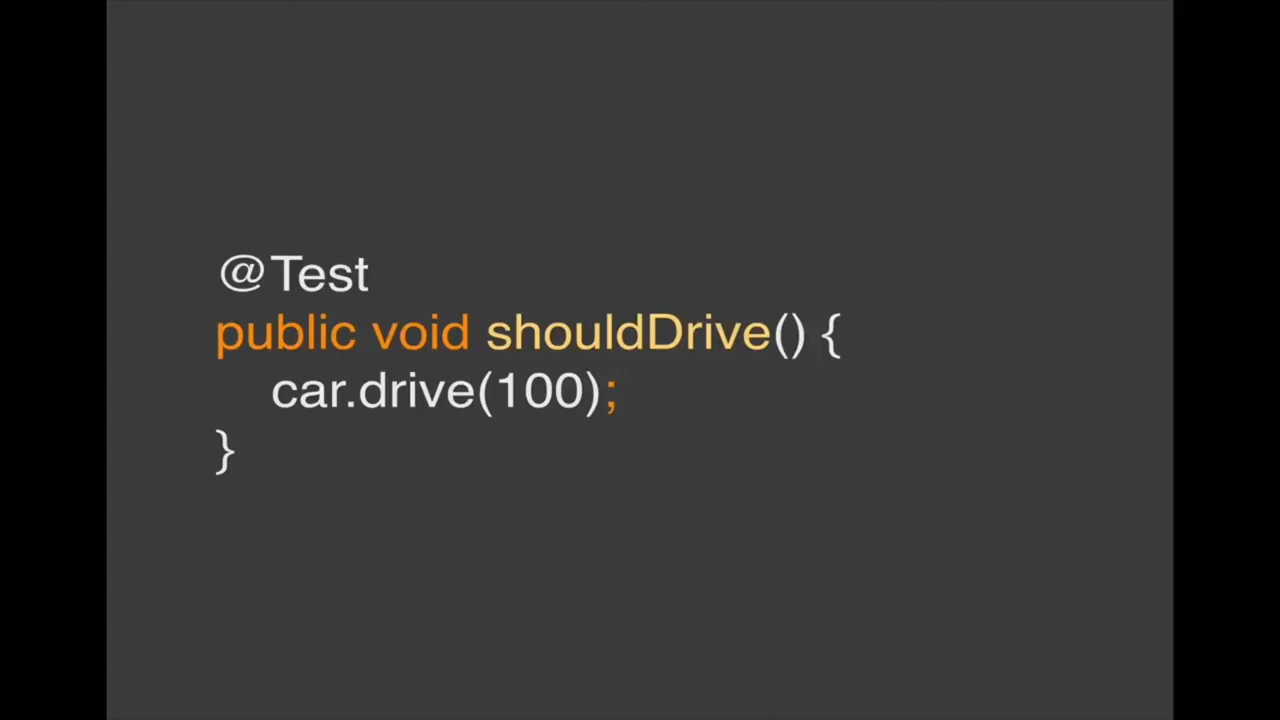 @Test
public void shouldDrive() {
    car.drive(100);
}